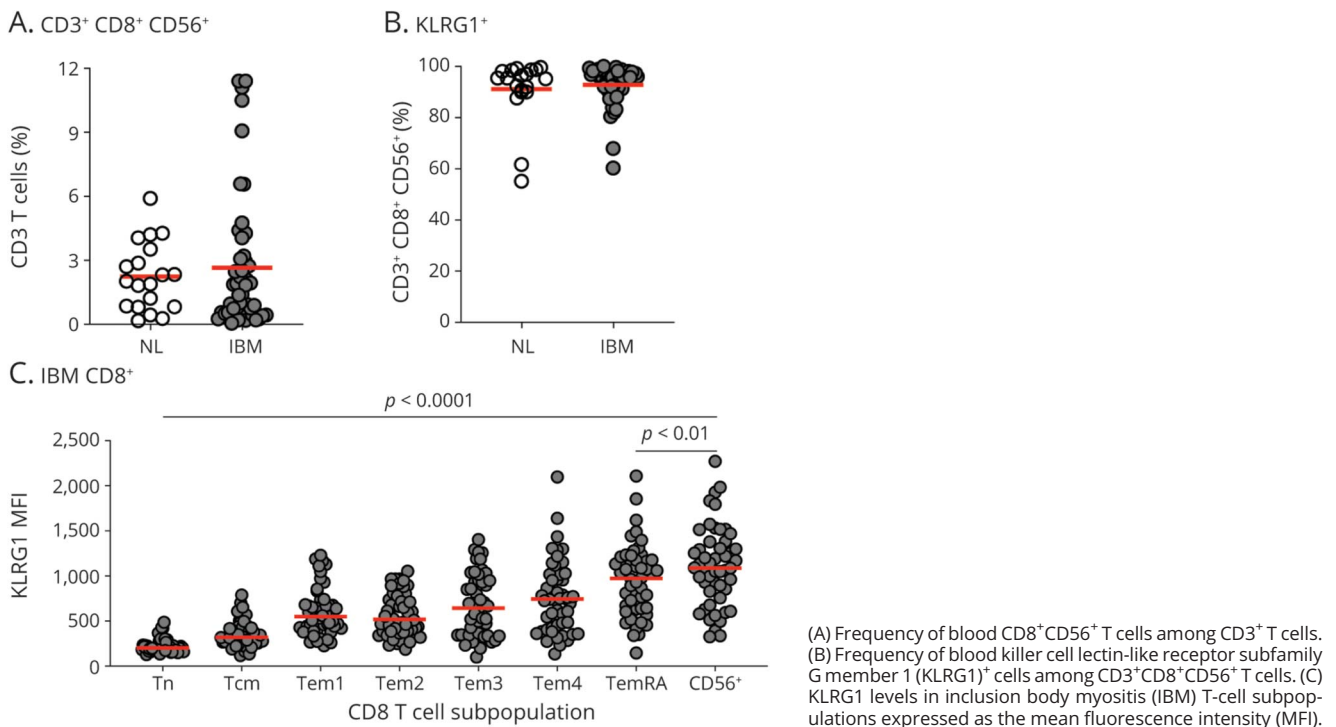 A. CD3⁺ CD8⁺ CD56⁺
CD3 T cells (%)
12
9
6
3
0
NL
IBM
B. KLRG1⁺
CD3⁺ CD8⁺ CD56⁺ (%)
100
80
60
40
20
0
NL
IBM
C. IBM CD8⁺
p < 0.0001
p < 0.01
KLRG1 MFI
2,500
2,000
1,500
1,000
500
0
Tn
Tcm
Tem1
Tem2
Tem3
Tem4
TemRA
CD56⁺
CD8 T cell subpopulation
(A) Frequency of blood CD8⁺CD56⁺ T cells among CD3⁺ T cells.
(B) Frequency of blood killer cell lectin-like receptor subfamily
G member 1 (KLRG1)⁺ cells among CD3⁺CD8⁺CD56⁺ T cells. (C)
KLRG1 levels in inclusion body myositis (IBM) T-cell subpop-
ulations expressed as the mean fluorescence intensity (MFI).